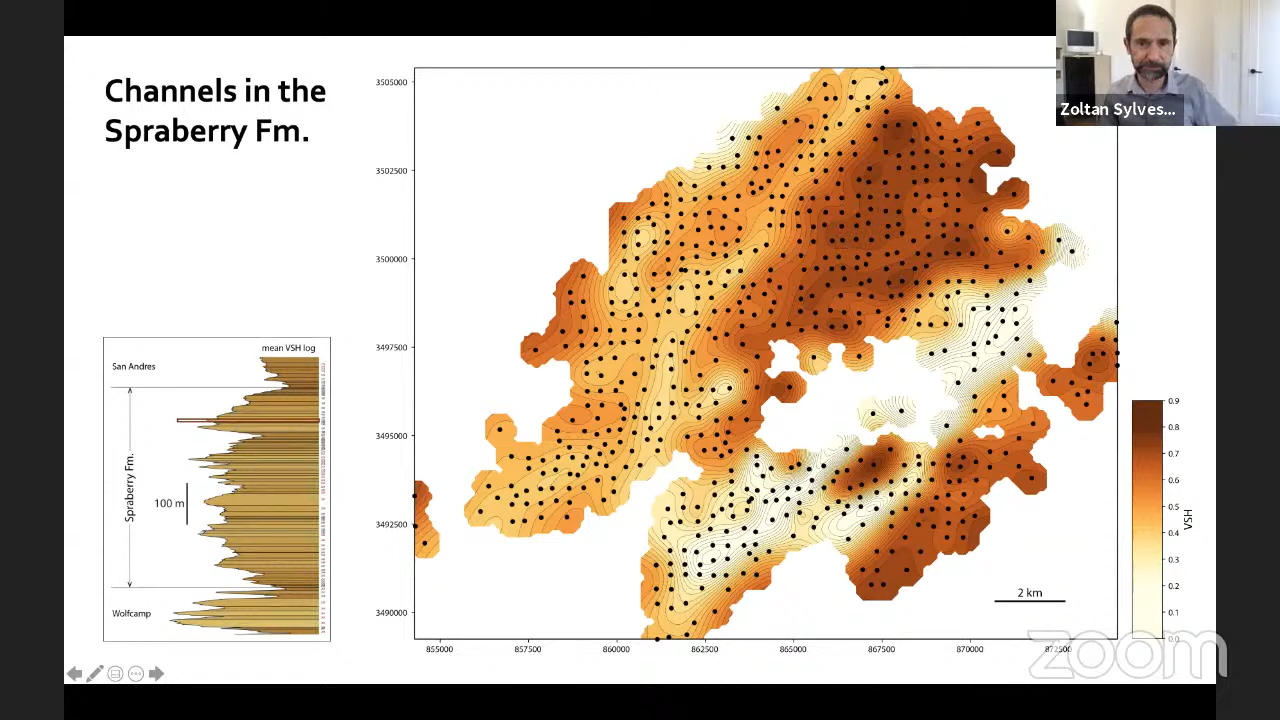 Channels in the
Spraberry Fm.
Zoltan Sylves...
3505000
3502500
3500000
3497500
3495000
3492500
3490000
855000
857500
860000
862500
865000
867500
870000
872500
2 km
0.9
0.8
0.7
0.6
0.5
0.4
0.3
0.2
0.1
0.0
VSH
mean VSH log
San Andres
Spraberry Fm.
100 m
Wolfcamp
zoom